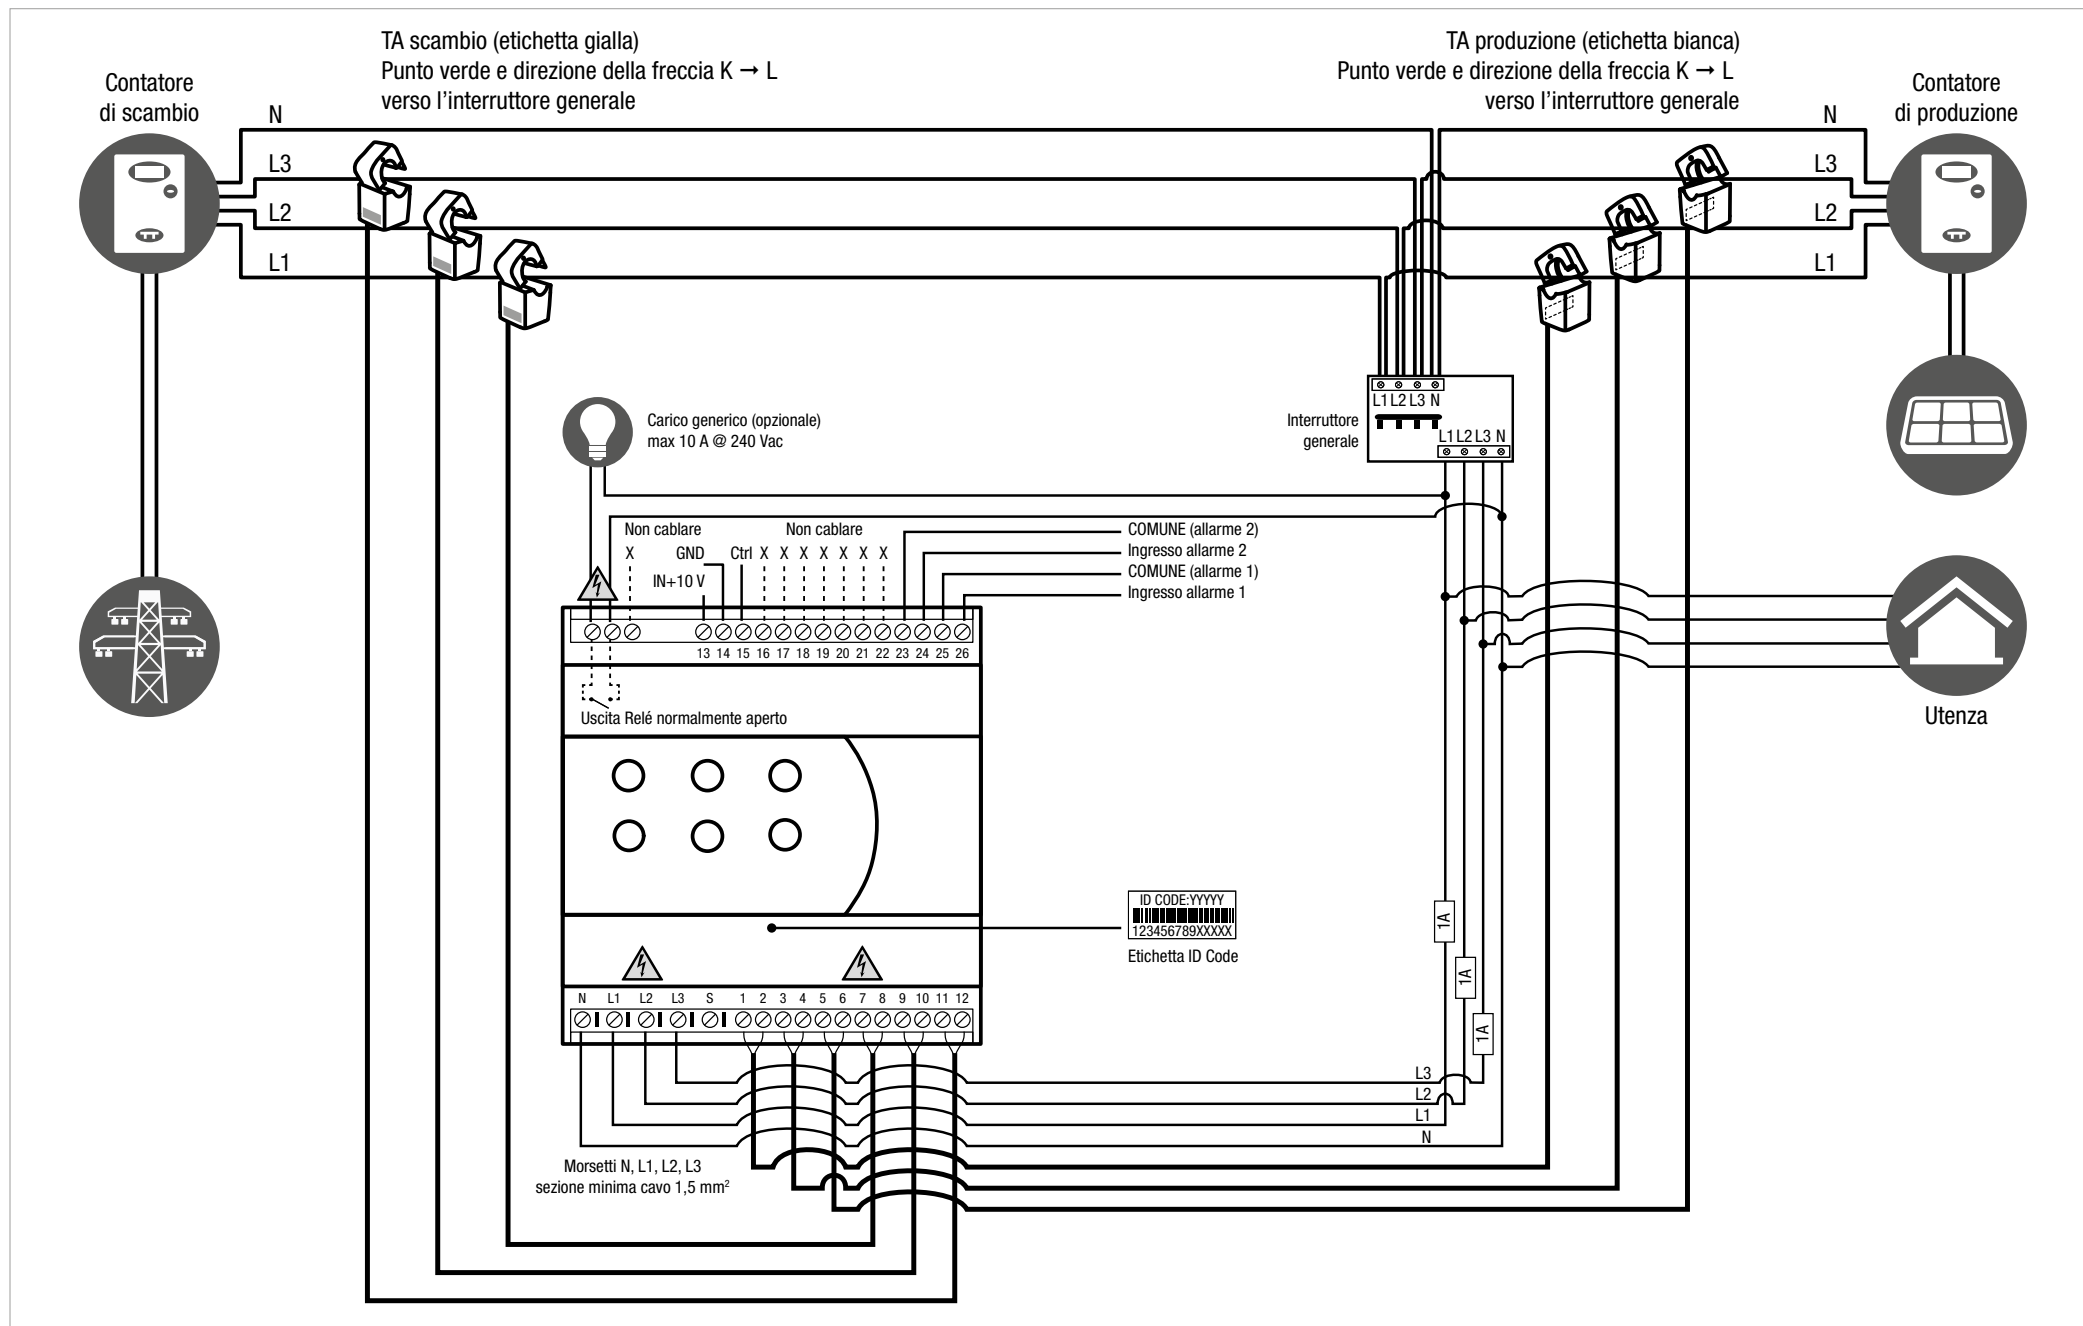 TA scambio (etichetta gialla)
Punto verde e direzione della freccia K → L
verso l'interruttore generale
TA produzione (etichetta bianca)
Punto verde e direzione della freccia K → L
verso l'interruttore generale
Contatore
di scambio
Contatore
di produzione
N
L3
L2
L1
N
L3
L2
L1
L1 L2 L3 N
Interruttore
generale
L1 L2 L3 N
Carico generico (opzionale)
max 10 A @ 240 Vac
Non cablare
Non cablare
COMUNE (allarme 2)
X
GND
Ctrl
X X X X X X X
Ingresso allarme 2
IN+10 V
COMUNE (allarme 1)
Ingresso allarme 1
13 14 15 16 17 18 19 20 21 22 23 24 25 26
Uscita Relé normalmente aperto
Utenza
ID CODE:YYYYY
123456789XXXXX
Etichetta ID Code
1A
1A
1A
N L1 L2 L3 S 1 2 3 4 5 6 7 8 9 10 11 12
L3
L2
L1
N
Morsetti N, L1, L2, L3
sezione minima cavo 1,5 mm²